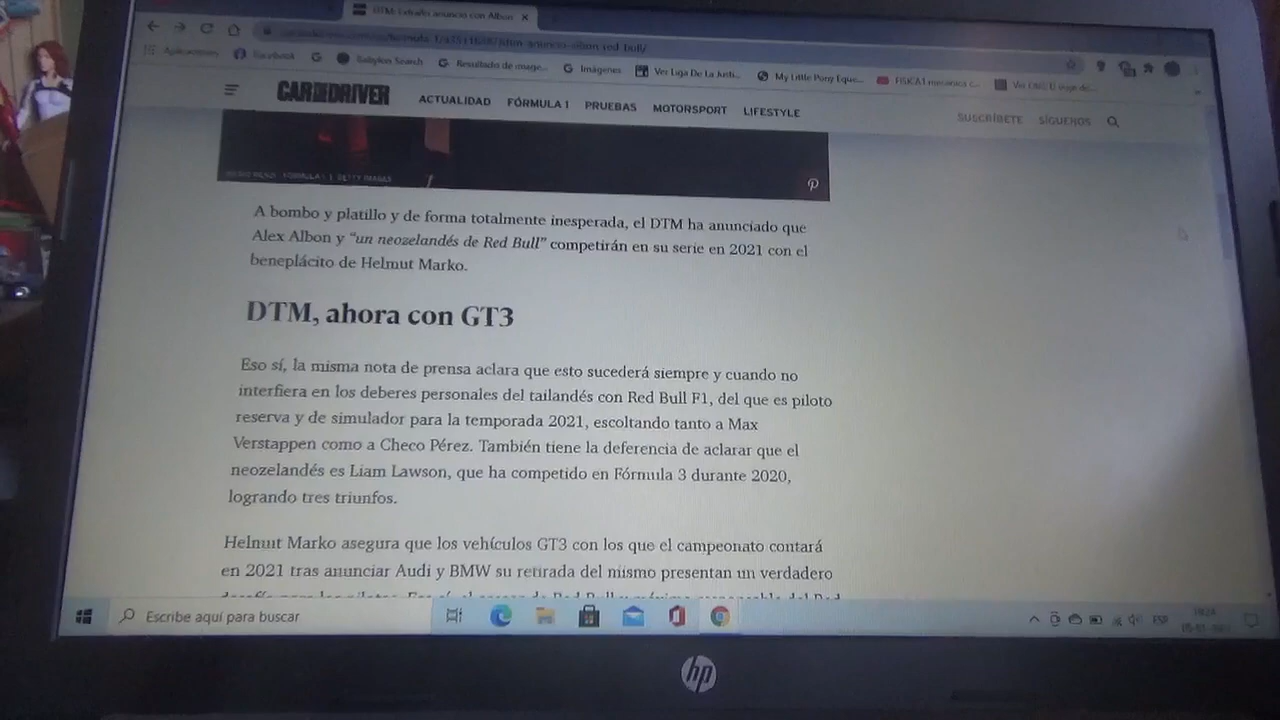 DTM: Extraño anuncio con Albon
Aplicaciones Facebook Babylon Search Resultado de image... Imágenes Ver Liga De La Justi... My Little Pony Eque... FISICA1 mecánica c...
CAR AND DRIVER ACTUALIDAD FÓRMULA 1 PRUEBAS MOTORSPORT LIFESTYLE SUSCRÍBETE SÍGUENOS
FORMULA 1 | GETTY IMAGES
A bombo y platillo y de forma totalmente inesperada, el DTM ha anunciado que
Alex Albon y “un neozelandés de Red Bull” competirán en su serie en 2021 con el
beneplácito de Helmut Marko.
DTM, ahora con GT3
Eso sí, la misma nota de prensa aclara que esto sucederá siempre y cuando no
interfiera en los deberes personales del tailandés con Red Bull F1, del que es piloto
reserva y de simulador para la temporada 2021, escoltando tanto a Max
Verstappen como a Checo Pérez. También tiene la deferencia de aclarar que el
neozelandés es Liam Lawson, que ha competido en Fórmula 3 durante 2020,
logrando tres triunfos.
Helmut Marko asegura que los vehículos GT3 con los que el campeonato contará
en 2021 tras anunciar Audi y BMW su retirada del mismo presentan un verdadero
Escribe aquí para buscar
ESP
hp